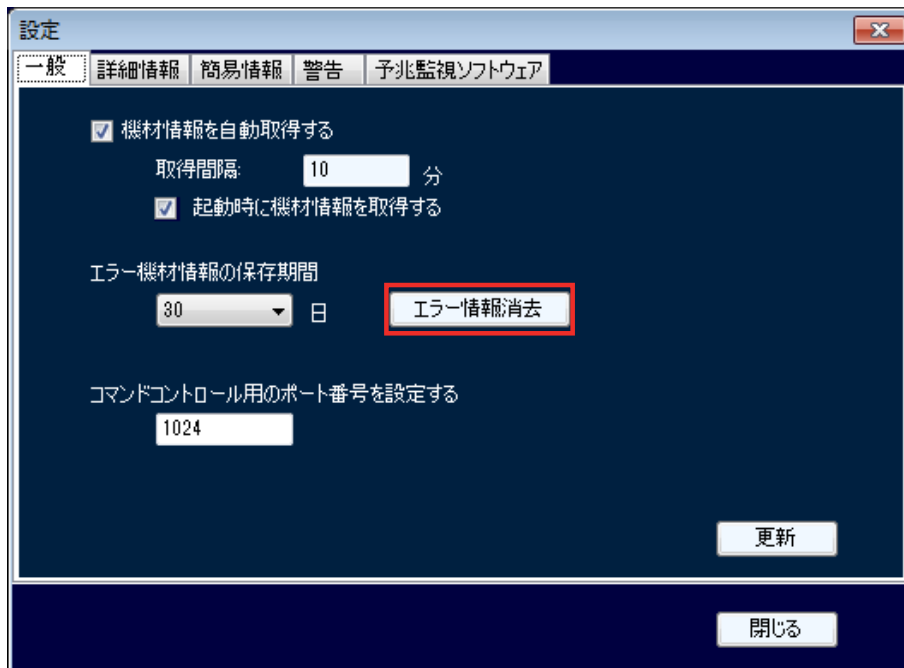 設定
一般 詳細情報 簡易情報 警告 予兆監視ソフトウェア
機材情報を自動取得する
取得間隔: 10 分
起動時に機材情報を取得する
エラー機材情報の保存期間
30 日 エラー情報消去
コマンドコントロール用のポート番号を設定する
1024
更新
閉じる